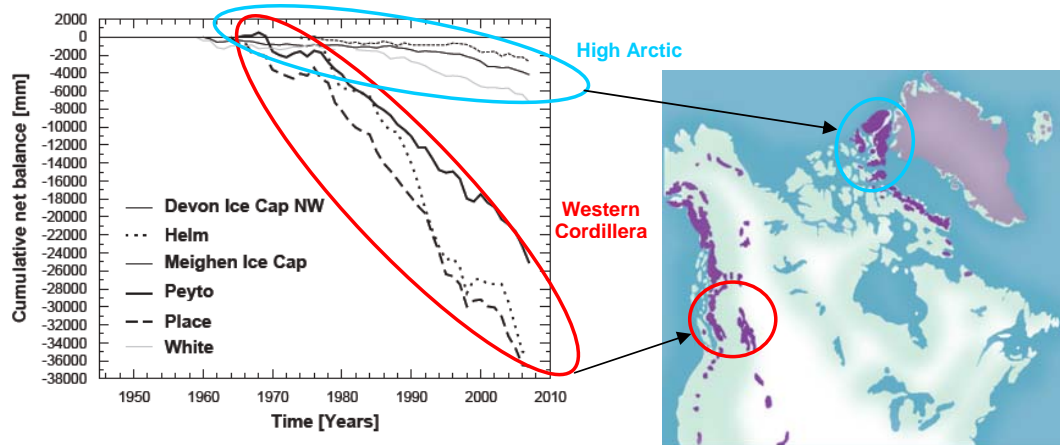 2000
0
-2000
-4000
-6000
-8000
-10000
-12000
-14000
-16000
-18000
-20000
-22000
-24000
-26000
-28000
-30000
-32000
-34000
-36000
-38000
Cumulative net balance [mm]
Devon Ice Cap NW
Helm
Meighen Ice Cap
Peyto
Place
White
1950 1960 1970 1980 1990 2000 2010
Time [Years]
High Arctic
Western
Cordillera